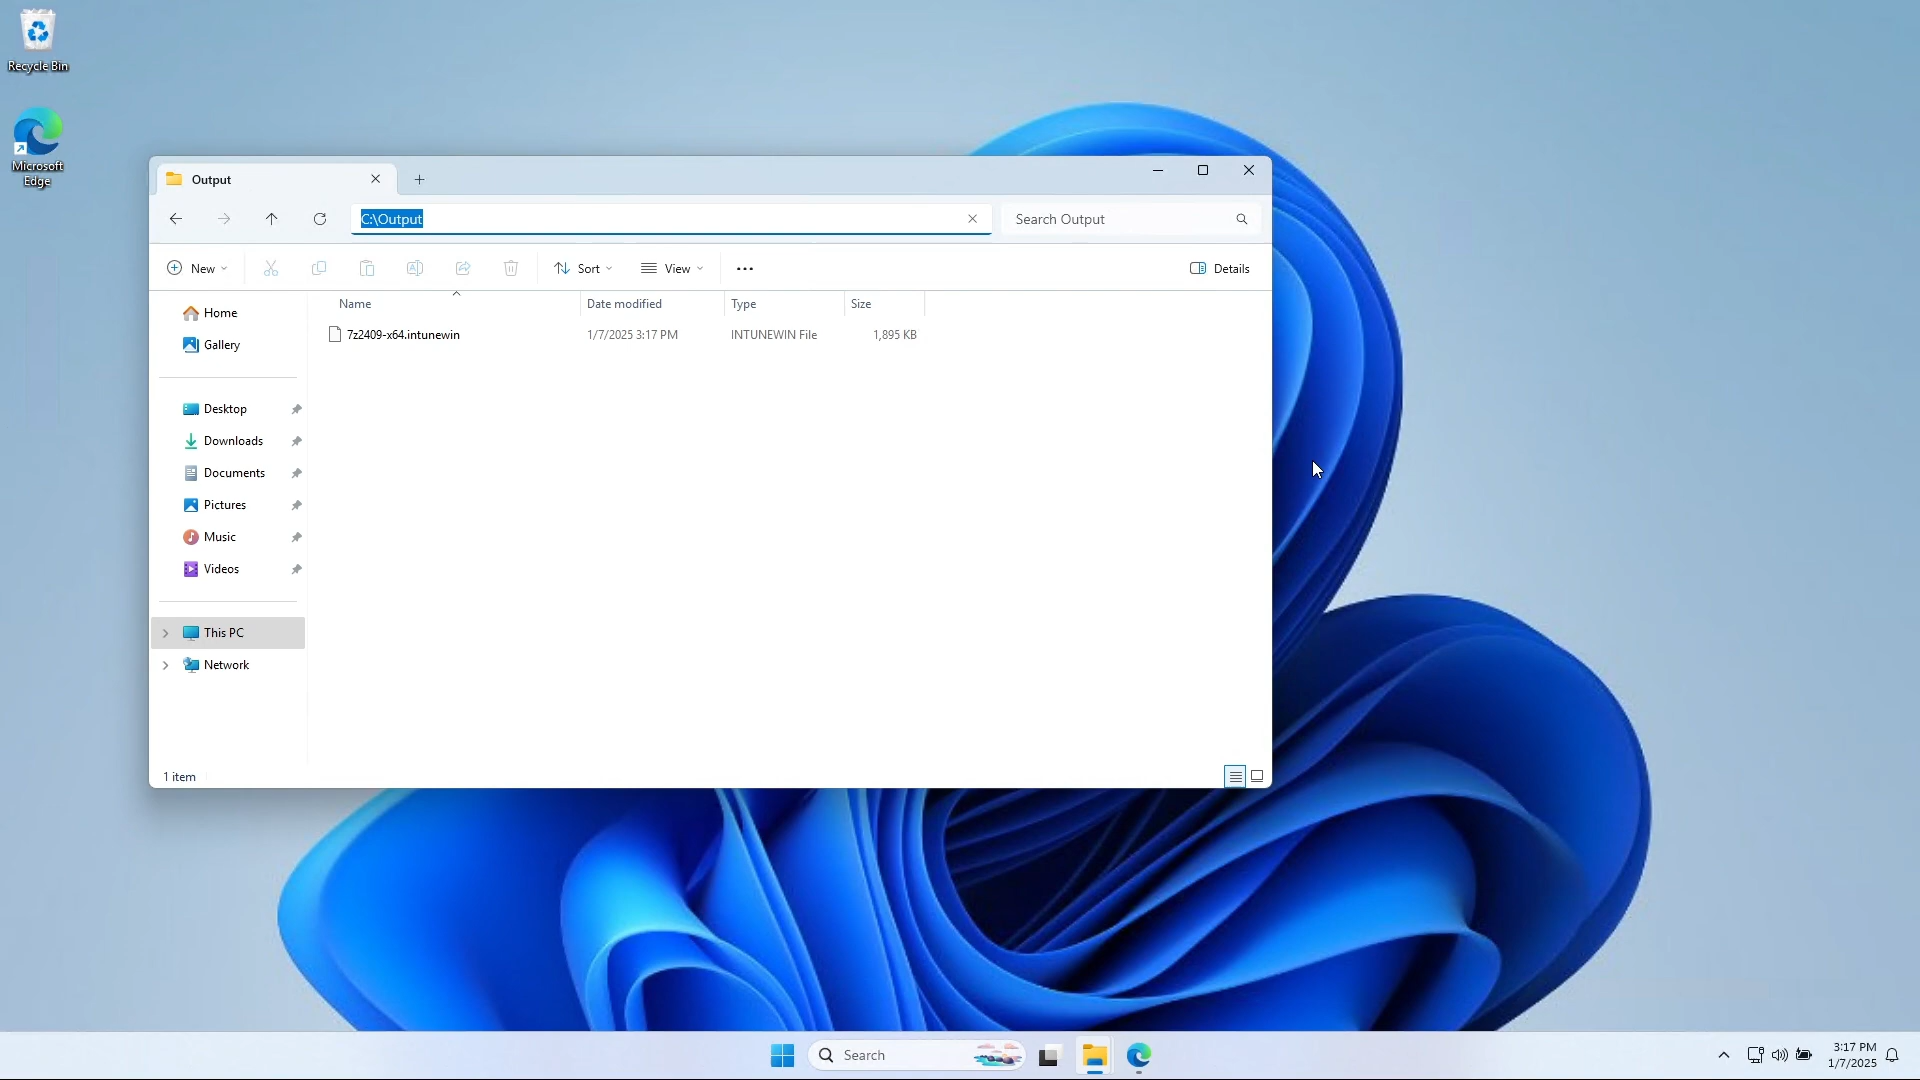 Recycle Bin
Microsoft
Edge
Output
C:\Output
Search Output
New
Sort
View
Details
Name
Date modified
Type
Size
7z2409-x64.intunewin
1/7/2025 3:17 PM
INTUNEWIN File
1,895 KB
Home
Gallery
Desktop
Downloads
Documents
Pictures
Music
Videos
This PC
Network
1 item
Search
3:17 PM
1/7/2025